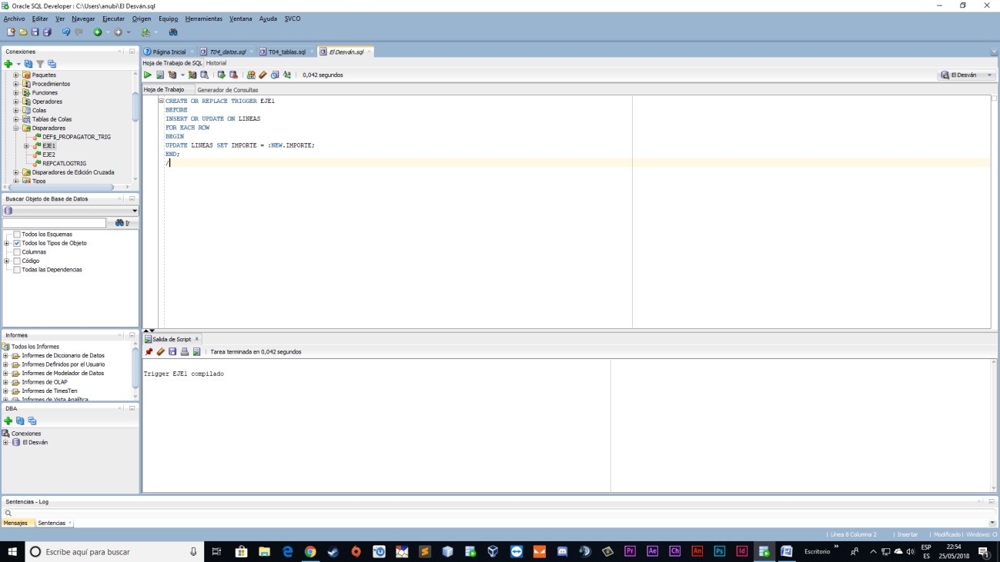 Oracle SQL Developer : C:\Users\anubi\El Desván.sql
Archivo Editar Ver Navegar Ejecutar Origen Equipo Herramientas Ventana Ayuda SVCO
Conexiones
Paquetes
Procedimientos
Funciones
Operadores
Colas
Tablas de Colas
Disparadores
DEF$_PROPAGATOR_TRIG
EJE1
EJE2
REPCATLOGTRIG
Disparadores de Edición Cruzada
Tipos
Buscar Objeto de Base de Datos
Ir
Todos los Esquemas
Todos los Tipos de Objeto
Columnas
Código
Todas las Dependencias
Informes
Todos los Informes
Informes de Diccionario de Datos
Informes Definidos por el Usuario
Informes de Modelador de Datos
Informes de OLAP
Informes de TimesTen
Informes de Vista Analítica
DBA
Conexiones
El Desván
Página Inicial T04_datos.sql T04_tablas.sql El Desván.sql
Hoja de Trabajo de SQL Historial
0,042 segundos El Desván
Hoja de Trabajo Generador de Consultas
CREATE OR REPLACE TRIGGER EJE1
BEFORE
INSERT OR UPDATE ON LINEAS
FOR EACH ROW
BEGIN
UPDATE LINEAS SET IMPORTE = :NEW.IMPORTE;
END;
/
Salida de Script x
Tarea terminada en 0,042 segundos
Trigger EJE1 compilado
Sentencias - Log
Mensajes Sentencias
Línea 8 Columna 2 | Insertar | Modificado | Windows: C
Escribe aquí para buscar
Pr Ae Ch An Ps Id
Escritorio
ESP
ES
22:54
25/05/2018